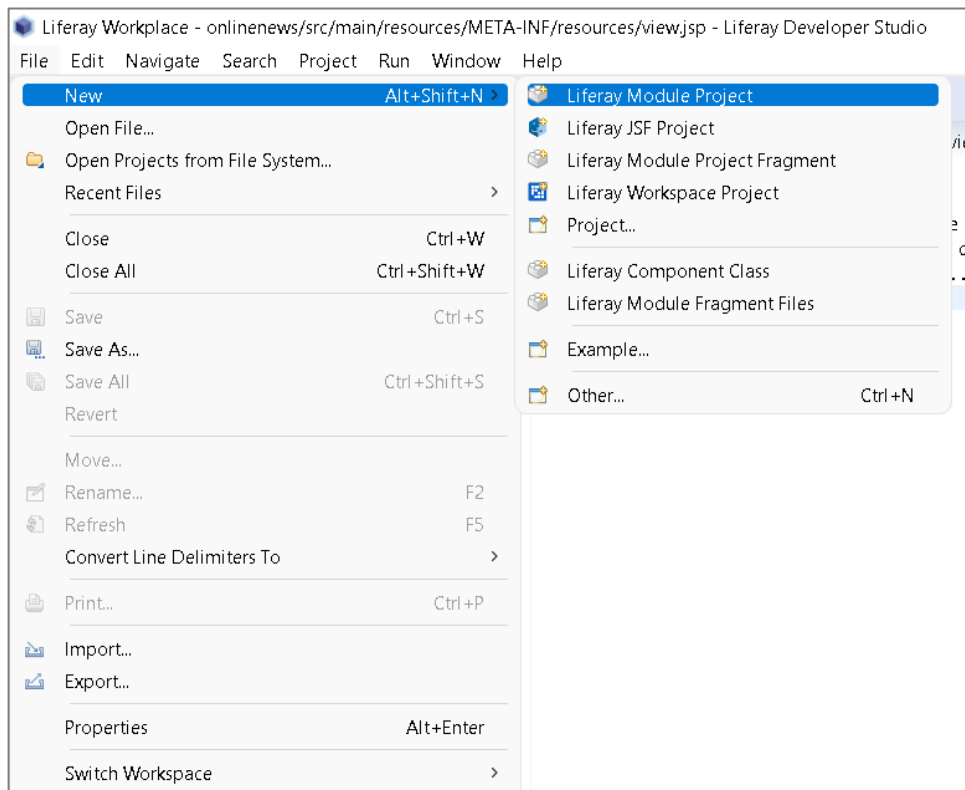 Liferay Workplace - onlinenews/src/main/resources/META-INF/resources/view.jsp - Liferay Developer Studio
File Edit Navigate Search Project Run Window Help
New Alt+Shift+N
Open File...
Open Projects from File System...
Recent Files
Close Ctrl+W
Close All Ctrl+Shift+W
Save Ctrl+S
Save As...
Save All Ctrl+Shift+S
Revert
Move...
Rename... F2
Refresh F5
Convert Line Delimiters To
Print... Ctrl+P
Import...
Export...
Properties Alt+Enter
Switch Workspace
Liferay Module Project
Liferay JSF Project
Liferay Module Project Fragment
Liferay Workspace Project
Project...
Liferay Component Class
Liferay Module Fragment Files
Example...
Other... Ctrl+N